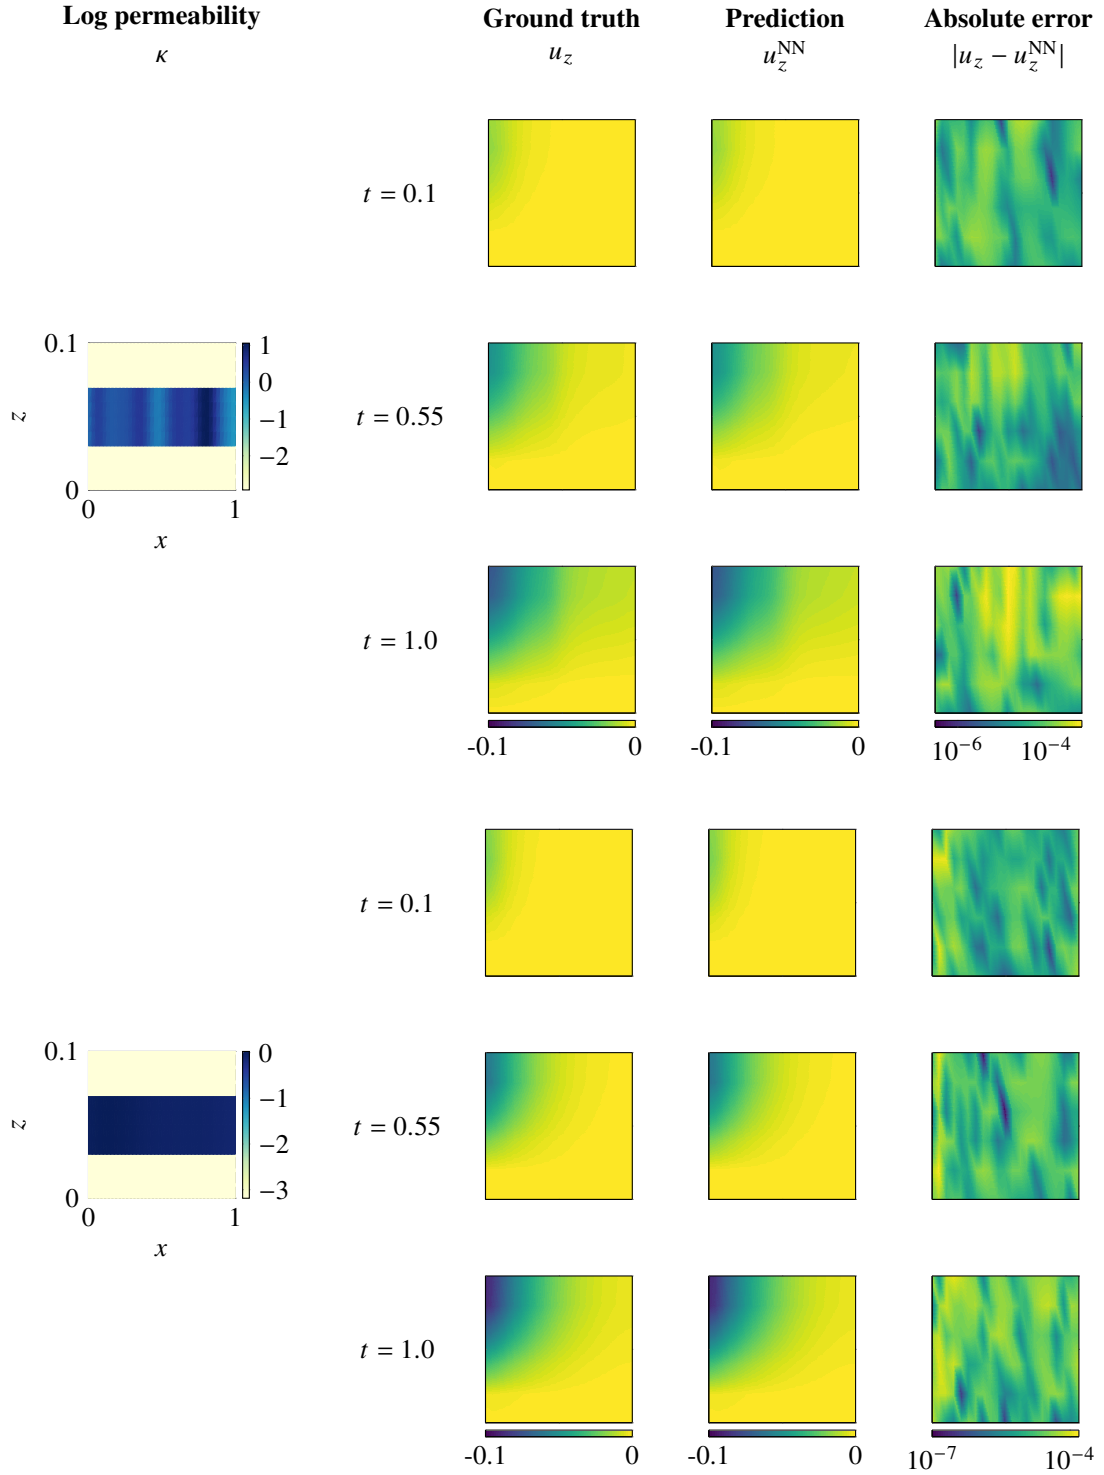 Log permeability Ground truth Prediction Absolute error
κ u_z u_z^NN |u_z − u_z^NN|
t = 0.1
0.1
z
0
0 1
x
1
0
−1
−2
t = 0.55
t = 1.0
-0.1 0 -0.1 0 10^−6 10^−4
t = 0.1
0.1
z
0
0 1
x
0
−1
−2
−3
t = 0.55
t = 1.0
-0.1 0 -0.1 0 10^−7 10^−4